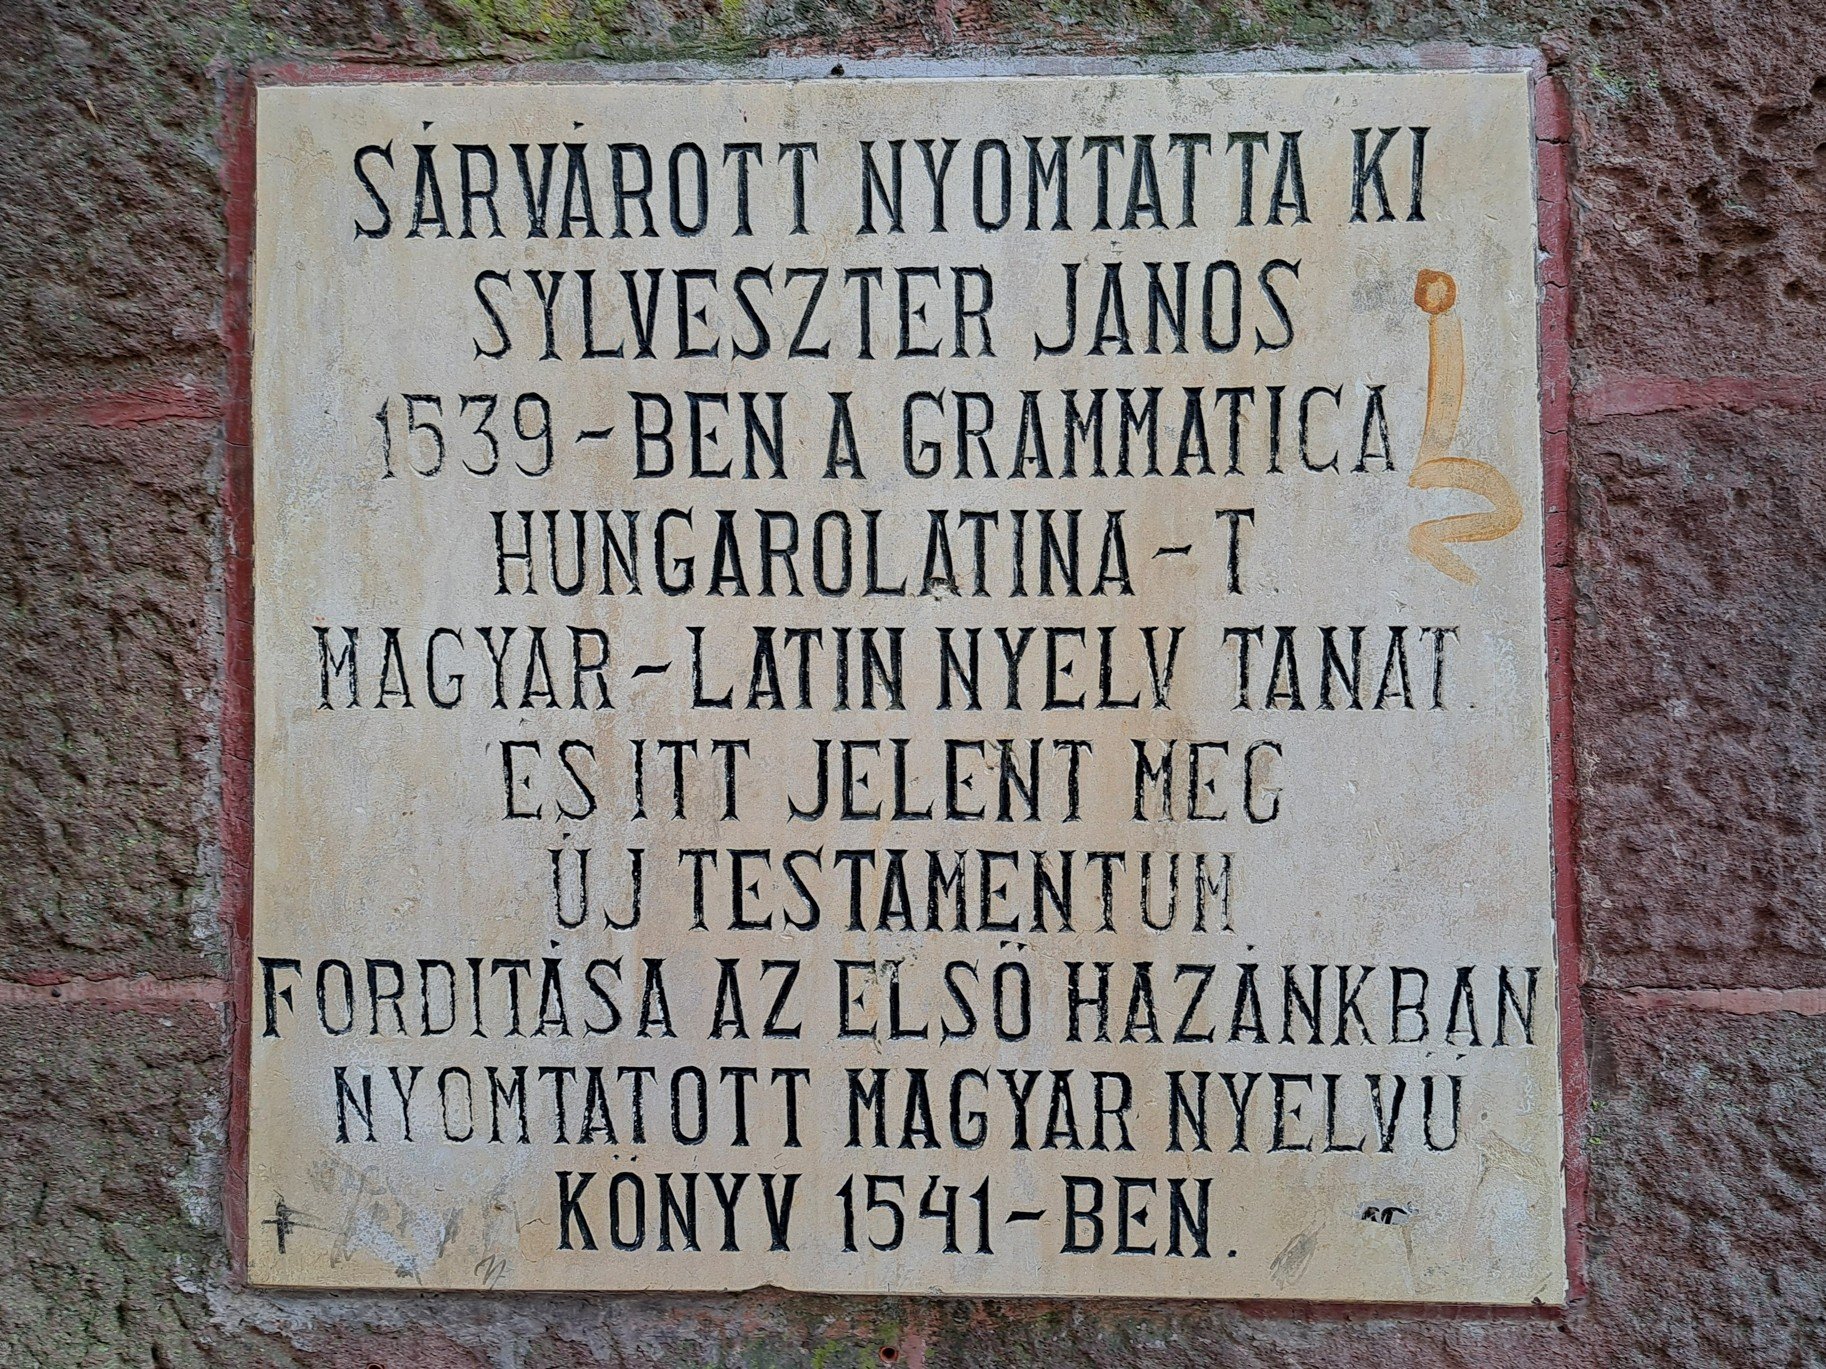 SÁRVÁROTT NYOMTATTA KI
SYLVESZTER JÁNOS
1539-BEN A GRAMMATICA
HUNGAROLATINA-T
MAGYAR-LATIN NYELV TANÁT.
ÉS ITT JELENT MEG
ÚJ TESTAMENTUM
FORDITÁSA AZ ELSŐ HAZÁNKBAN
NYOMTATOTT MAGYAR NYELVŰ
KÖNYV 1541-BEN.